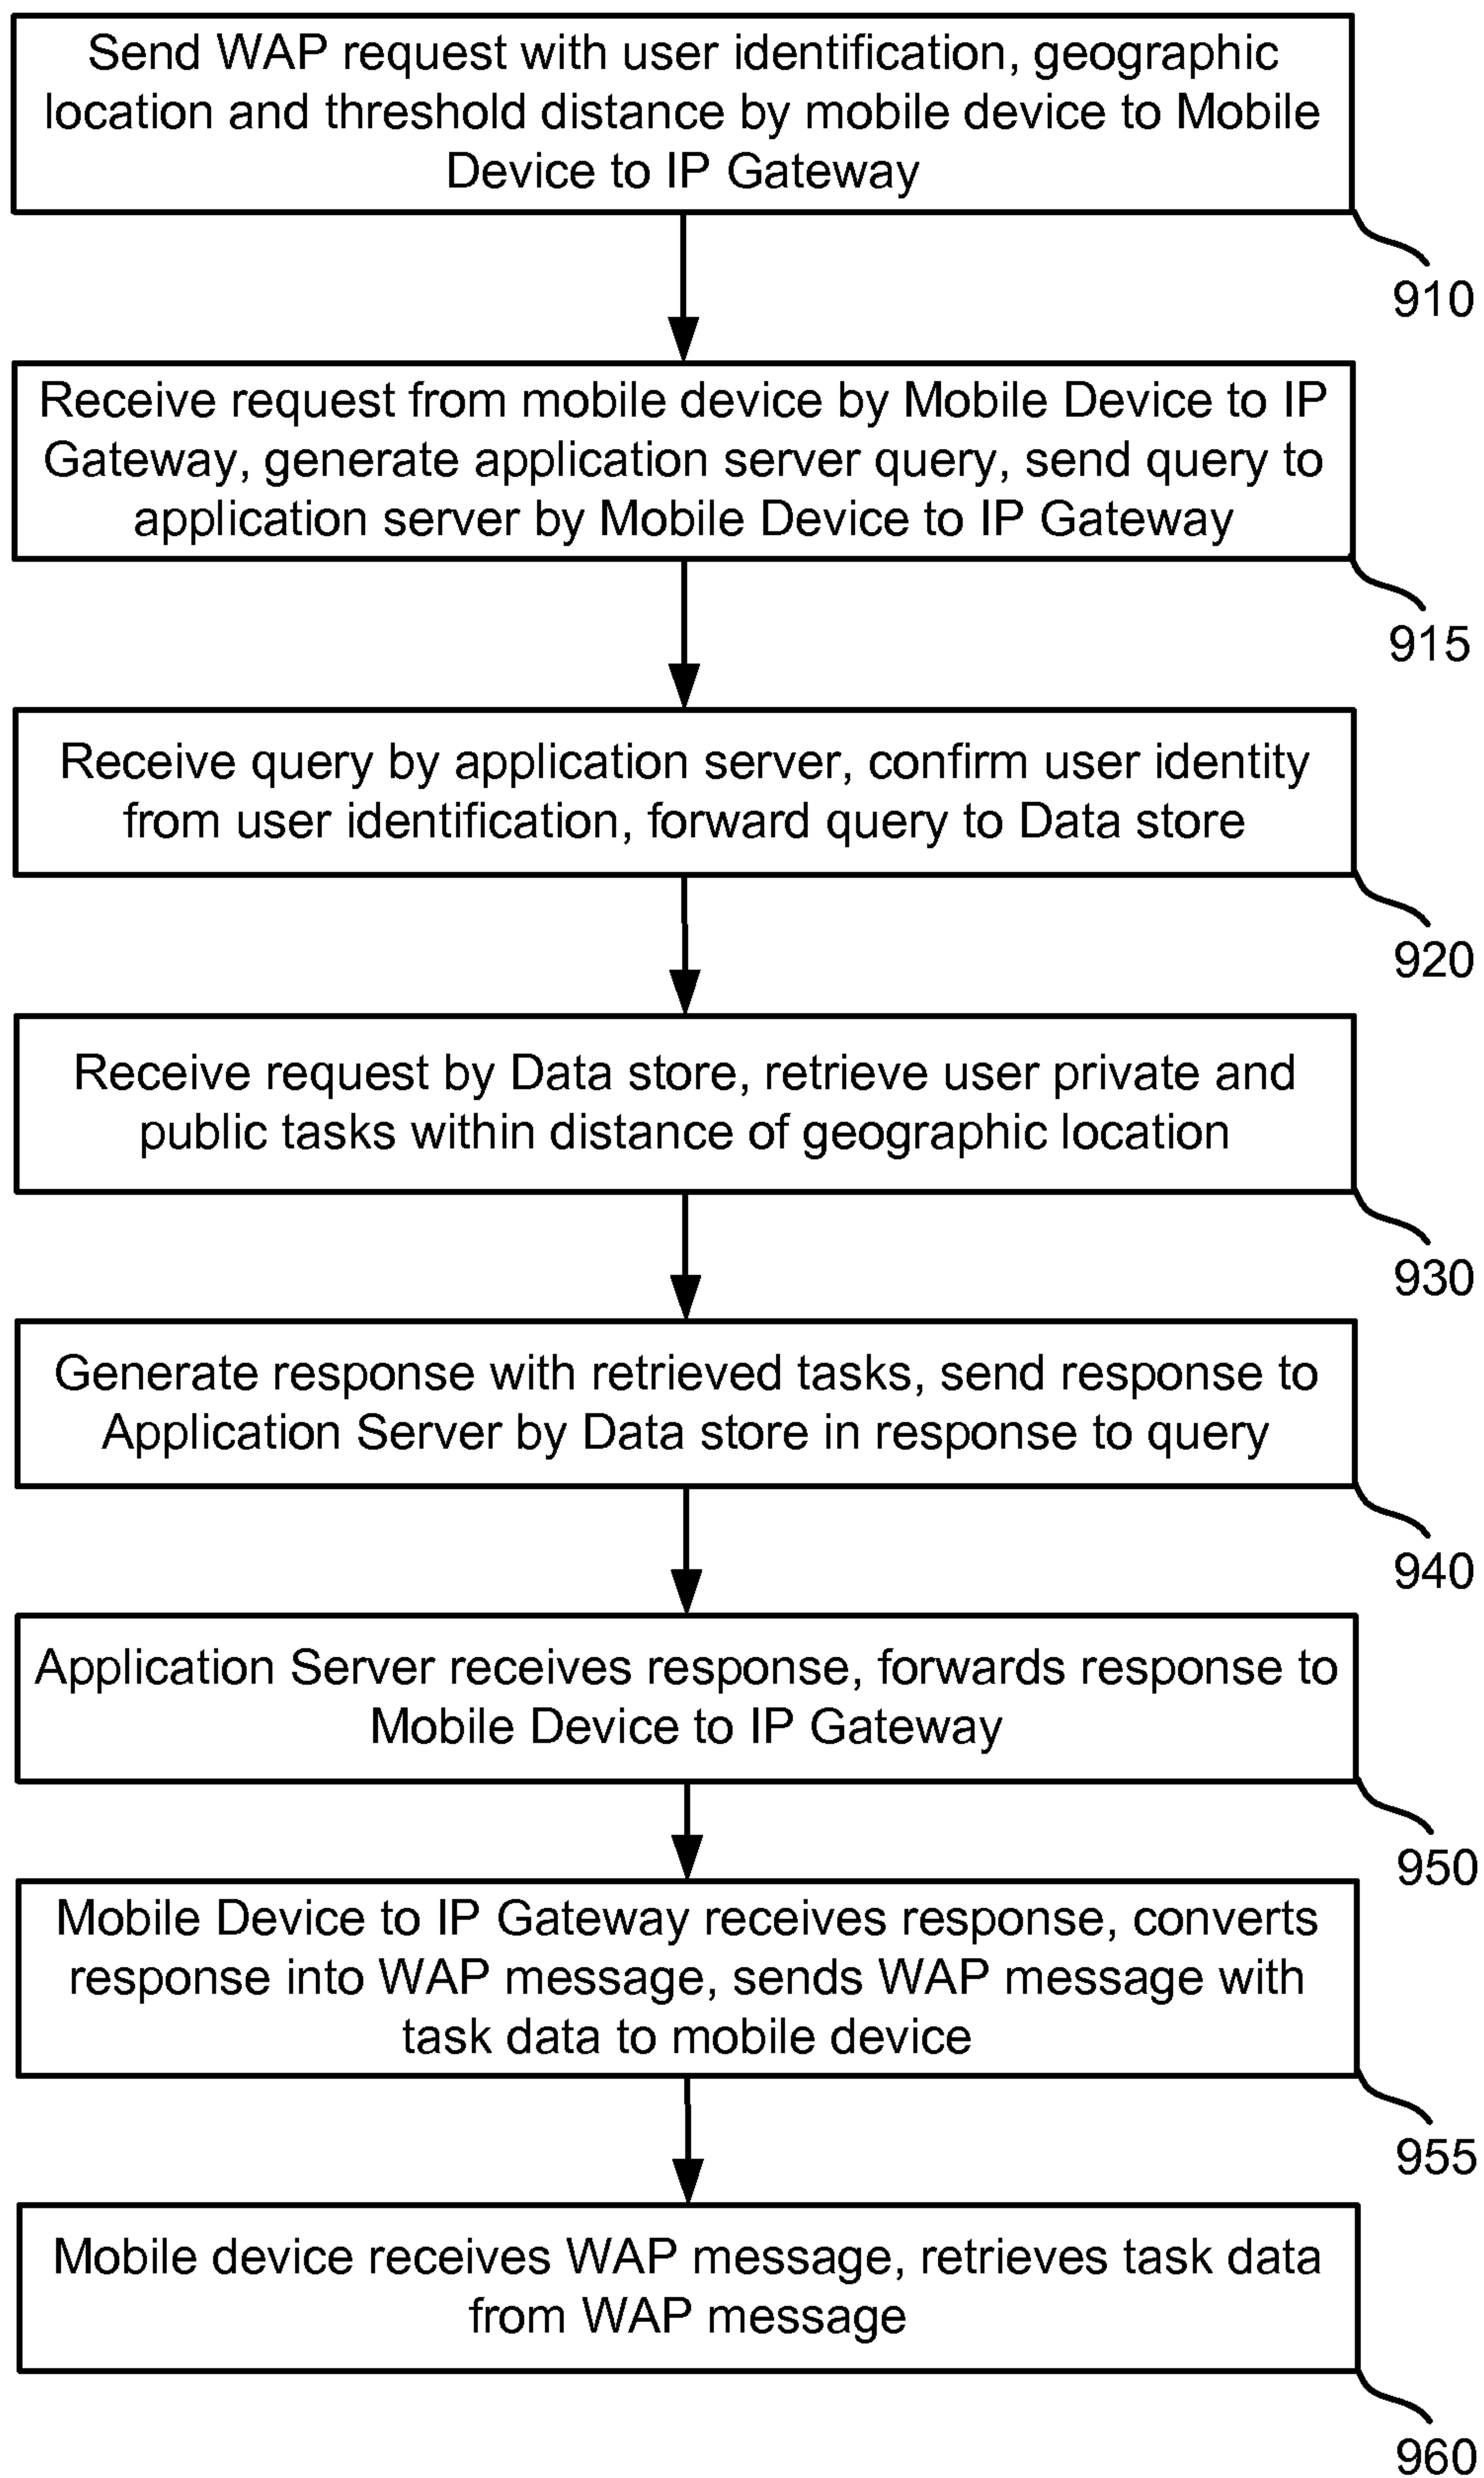 Send WAP request with user identification, geographic
location and threshold distance by mobile device to Mobile
Device to IP Gateway
910
Receive request from mobile device by Mobile Device to IP
Gateway, generate application server query, send query to
application server by Mobile Device to IP Gateway
915
Receive query by application server, confirm user identity
from user identification, forward query to Data store
920
Receive request by Data store, retrieve user private and
public tasks within distance of geographic location
930
Generate response with retrieved tasks, send response to
Application Server by Data store in response to query
940
Application Server receives response, forwards response to
Mobile Device to IP Gateway
950
Mobile Device to IP Gateway receives response, converts
response into WAP message, sends WAP message with
task data to mobile device
955
Mobile device receives WAP message, retrieves task data
from WAP message
960